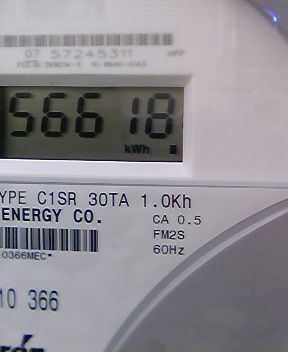 07 57245311
56618
kWh
YPE C1SR 30TA 1.0Kh
ENERGY CO.
CA 0.5
FM2S
60Hz
0366MEC*
10 366
rón